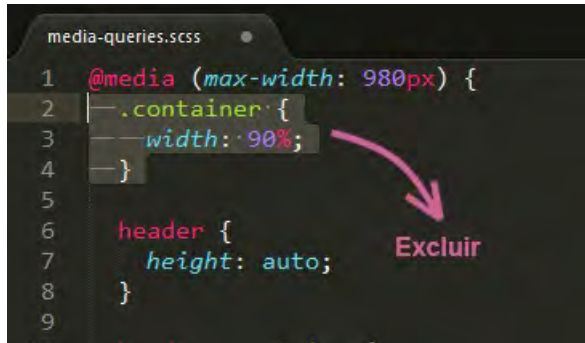 media-queries.scss
1 @media (max-width: 980px) {
2 .container {
3 width: 90%;
4 }
5
6 header {
7 height: auto;
8 }
9
Excluir